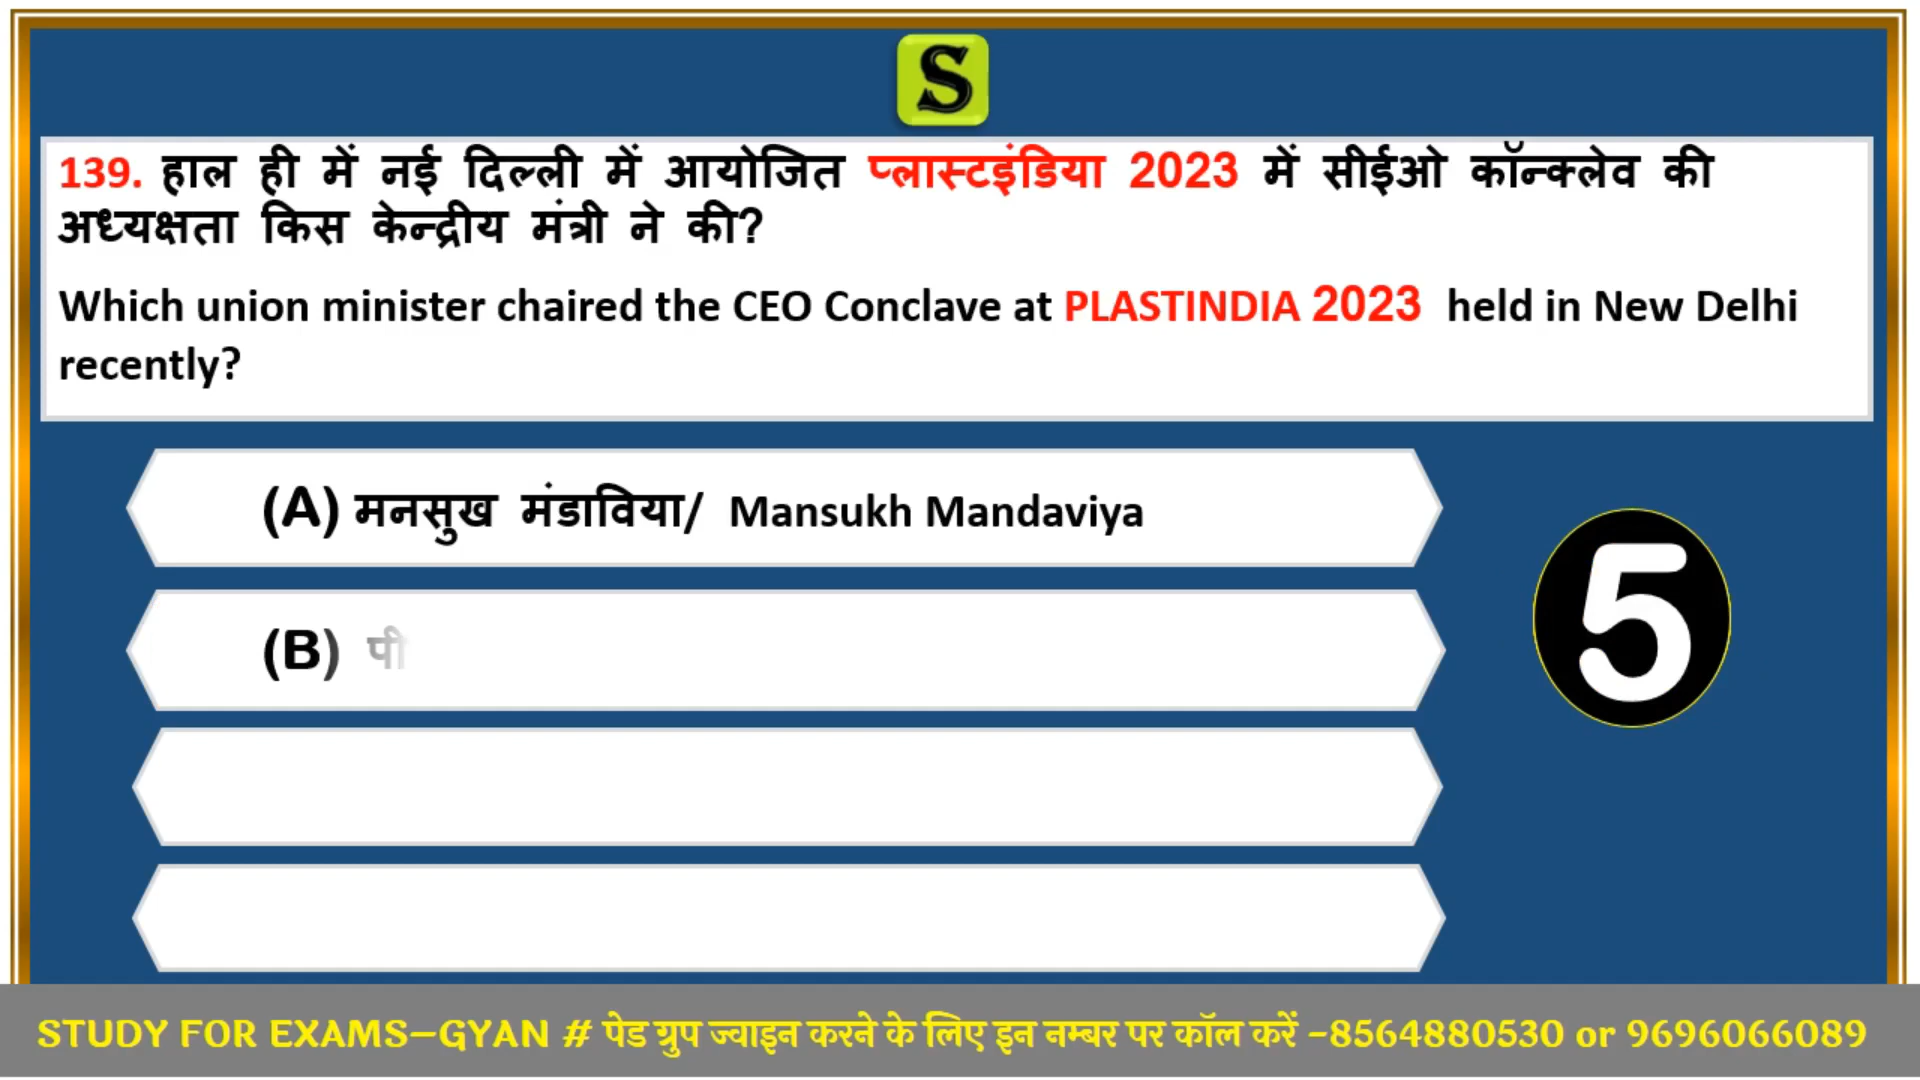 S
139. हाल ही में नई दिल्ली में आयोजित प्लास्टइंडिया 2023 में सीईओ कॉन्क्लेव की
अध्यक्षता किस केन्द्रीय मंत्री ने की?
Which union minister chaired the CEO Conclave at PLASTINDIA 2023 held in New Delhi
recently?
(A) मनसुख मंडाविया/ Mansukh Mandaviya
5
(B) पी
STUDY FOR EXAMS–GYAN # पेड ग्रुप ज्वाइन करने के लिए इन नम्बर पर कॉल करें -8564880530 or 9696066089